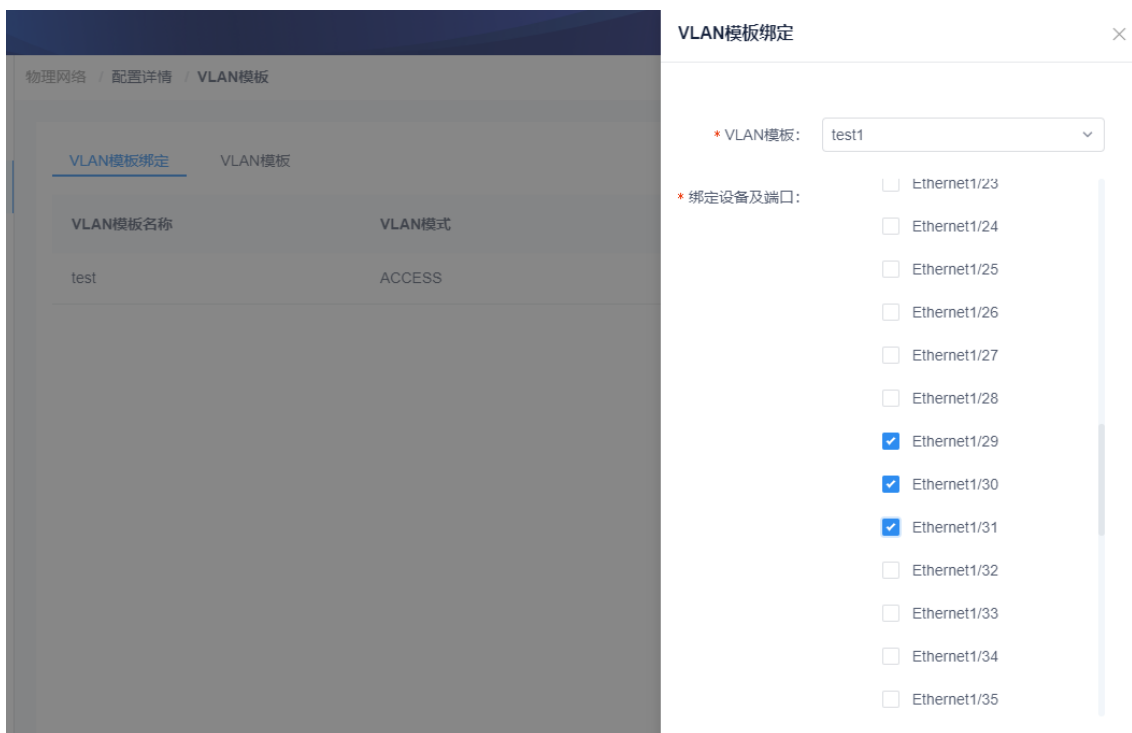 物理网络 / 配置详情 / VLAN模板
VLAN模板绑定 VLAN模板
VLAN模板名称 VLAN模式
test ACCESS
VLAN模板绑定
* VLAN模板： test1
* 绑定设备及端口：
Ethernet1/23
Ethernet1/24
Ethernet1/25
Ethernet1/26
Ethernet1/27
Ethernet1/28
Ethernet1/29
Ethernet1/30
Ethernet1/31
Ethernet1/32
Ethernet1/33
Ethernet1/34
Ethernet1/35